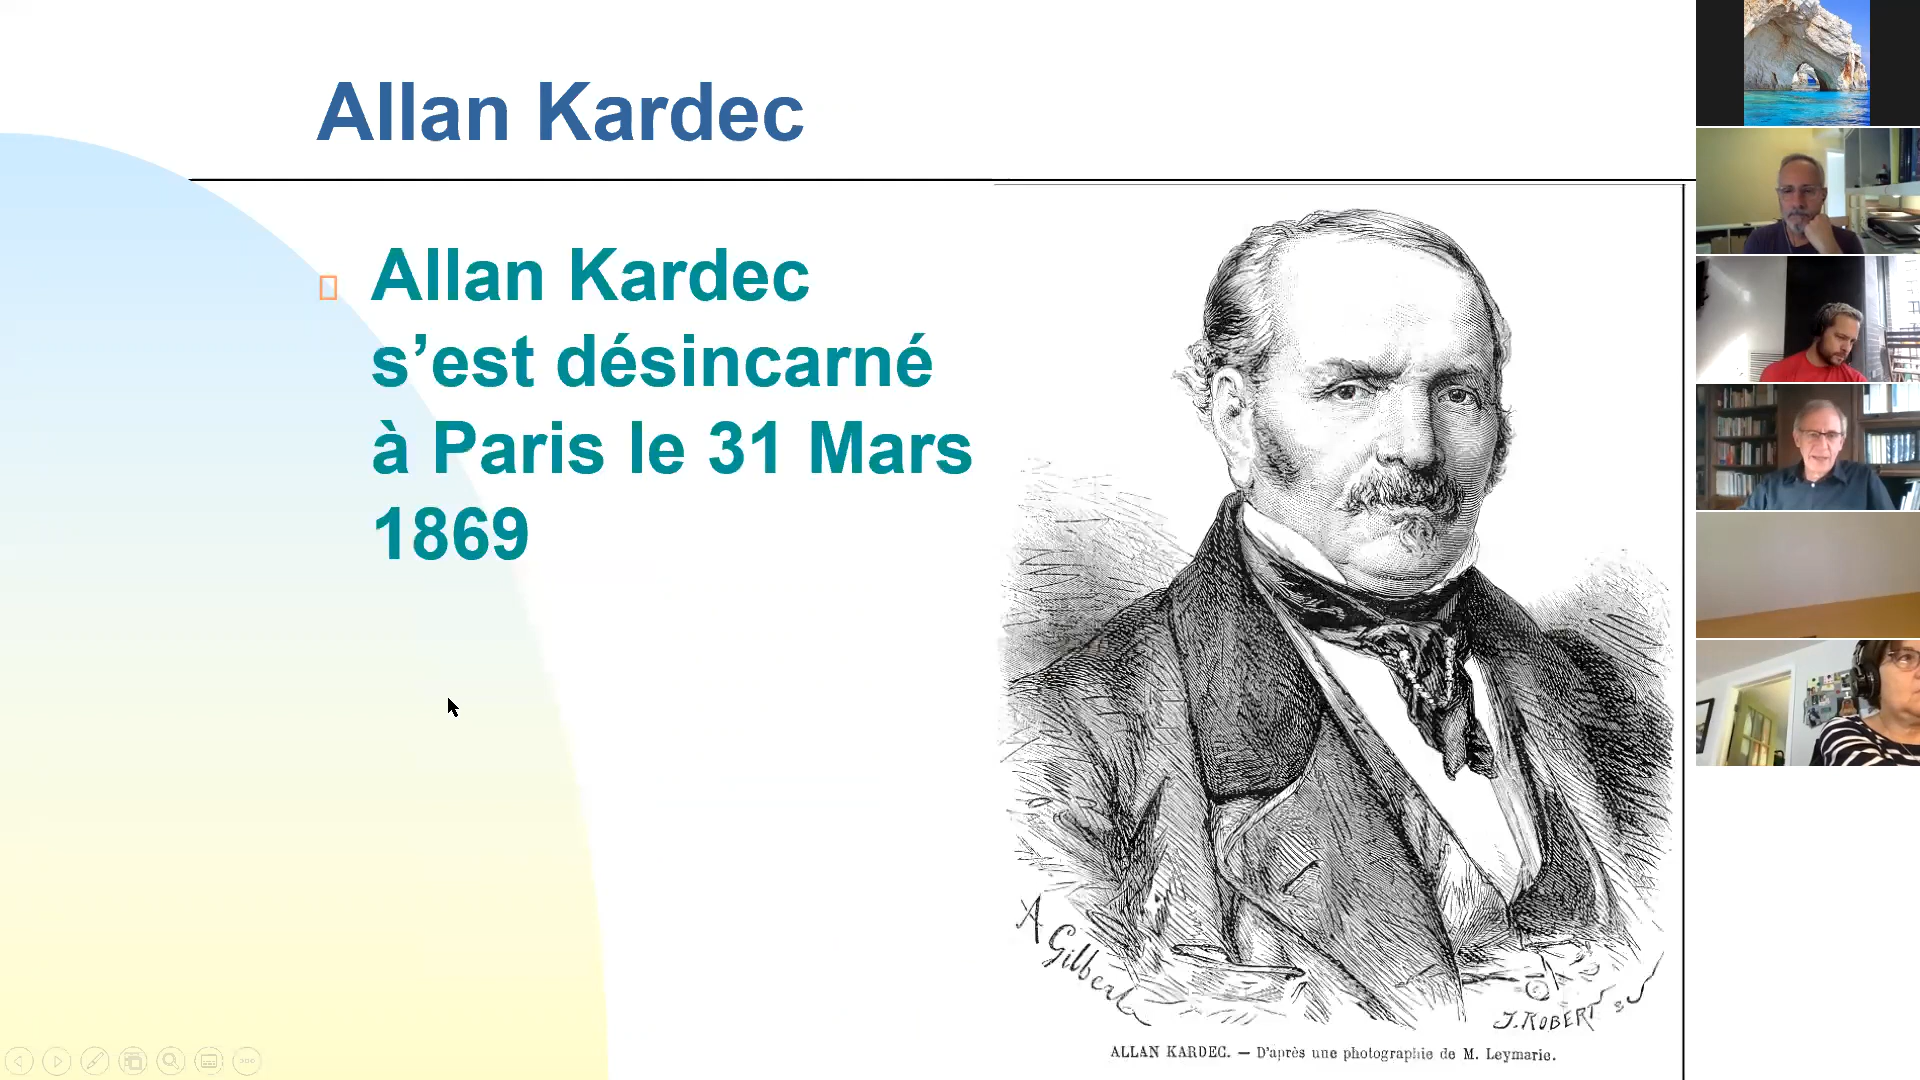 Allan Kardec
Allan Kardec
s’est désincarné
à Paris le 31 Mars
1869
A Gilbert
J. ROBERT
ALLAN KARDEC. — D'après une photographie de M. Leymarie.